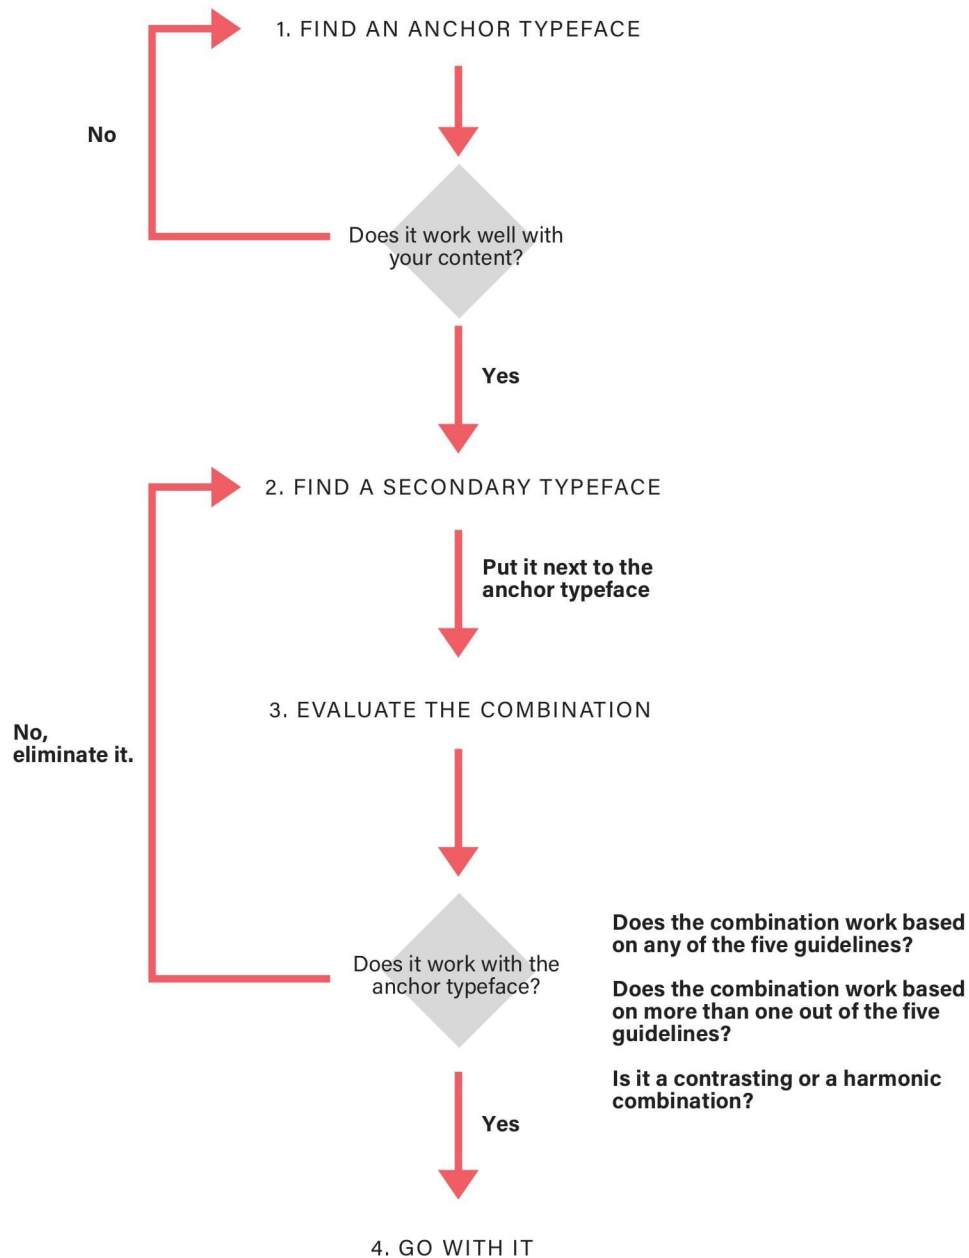 1. FIND AN ANCHOR TYPEFACE
No
Does it work well with
your content?
Yes
2. FIND A SECONDARY TYPEFACE
Put it next to the
anchor typeface
3. EVALUATE THE COMBINATION
No,
eliminate it.
Does it work with the
anchor typeface?
Does the combination work based
on any of the five guidelines?
Does the combination work based
on more than one out of the five
guidelines?
Is it a contrasting or a harmonic
combination?
Yes
4. GO WITH IT